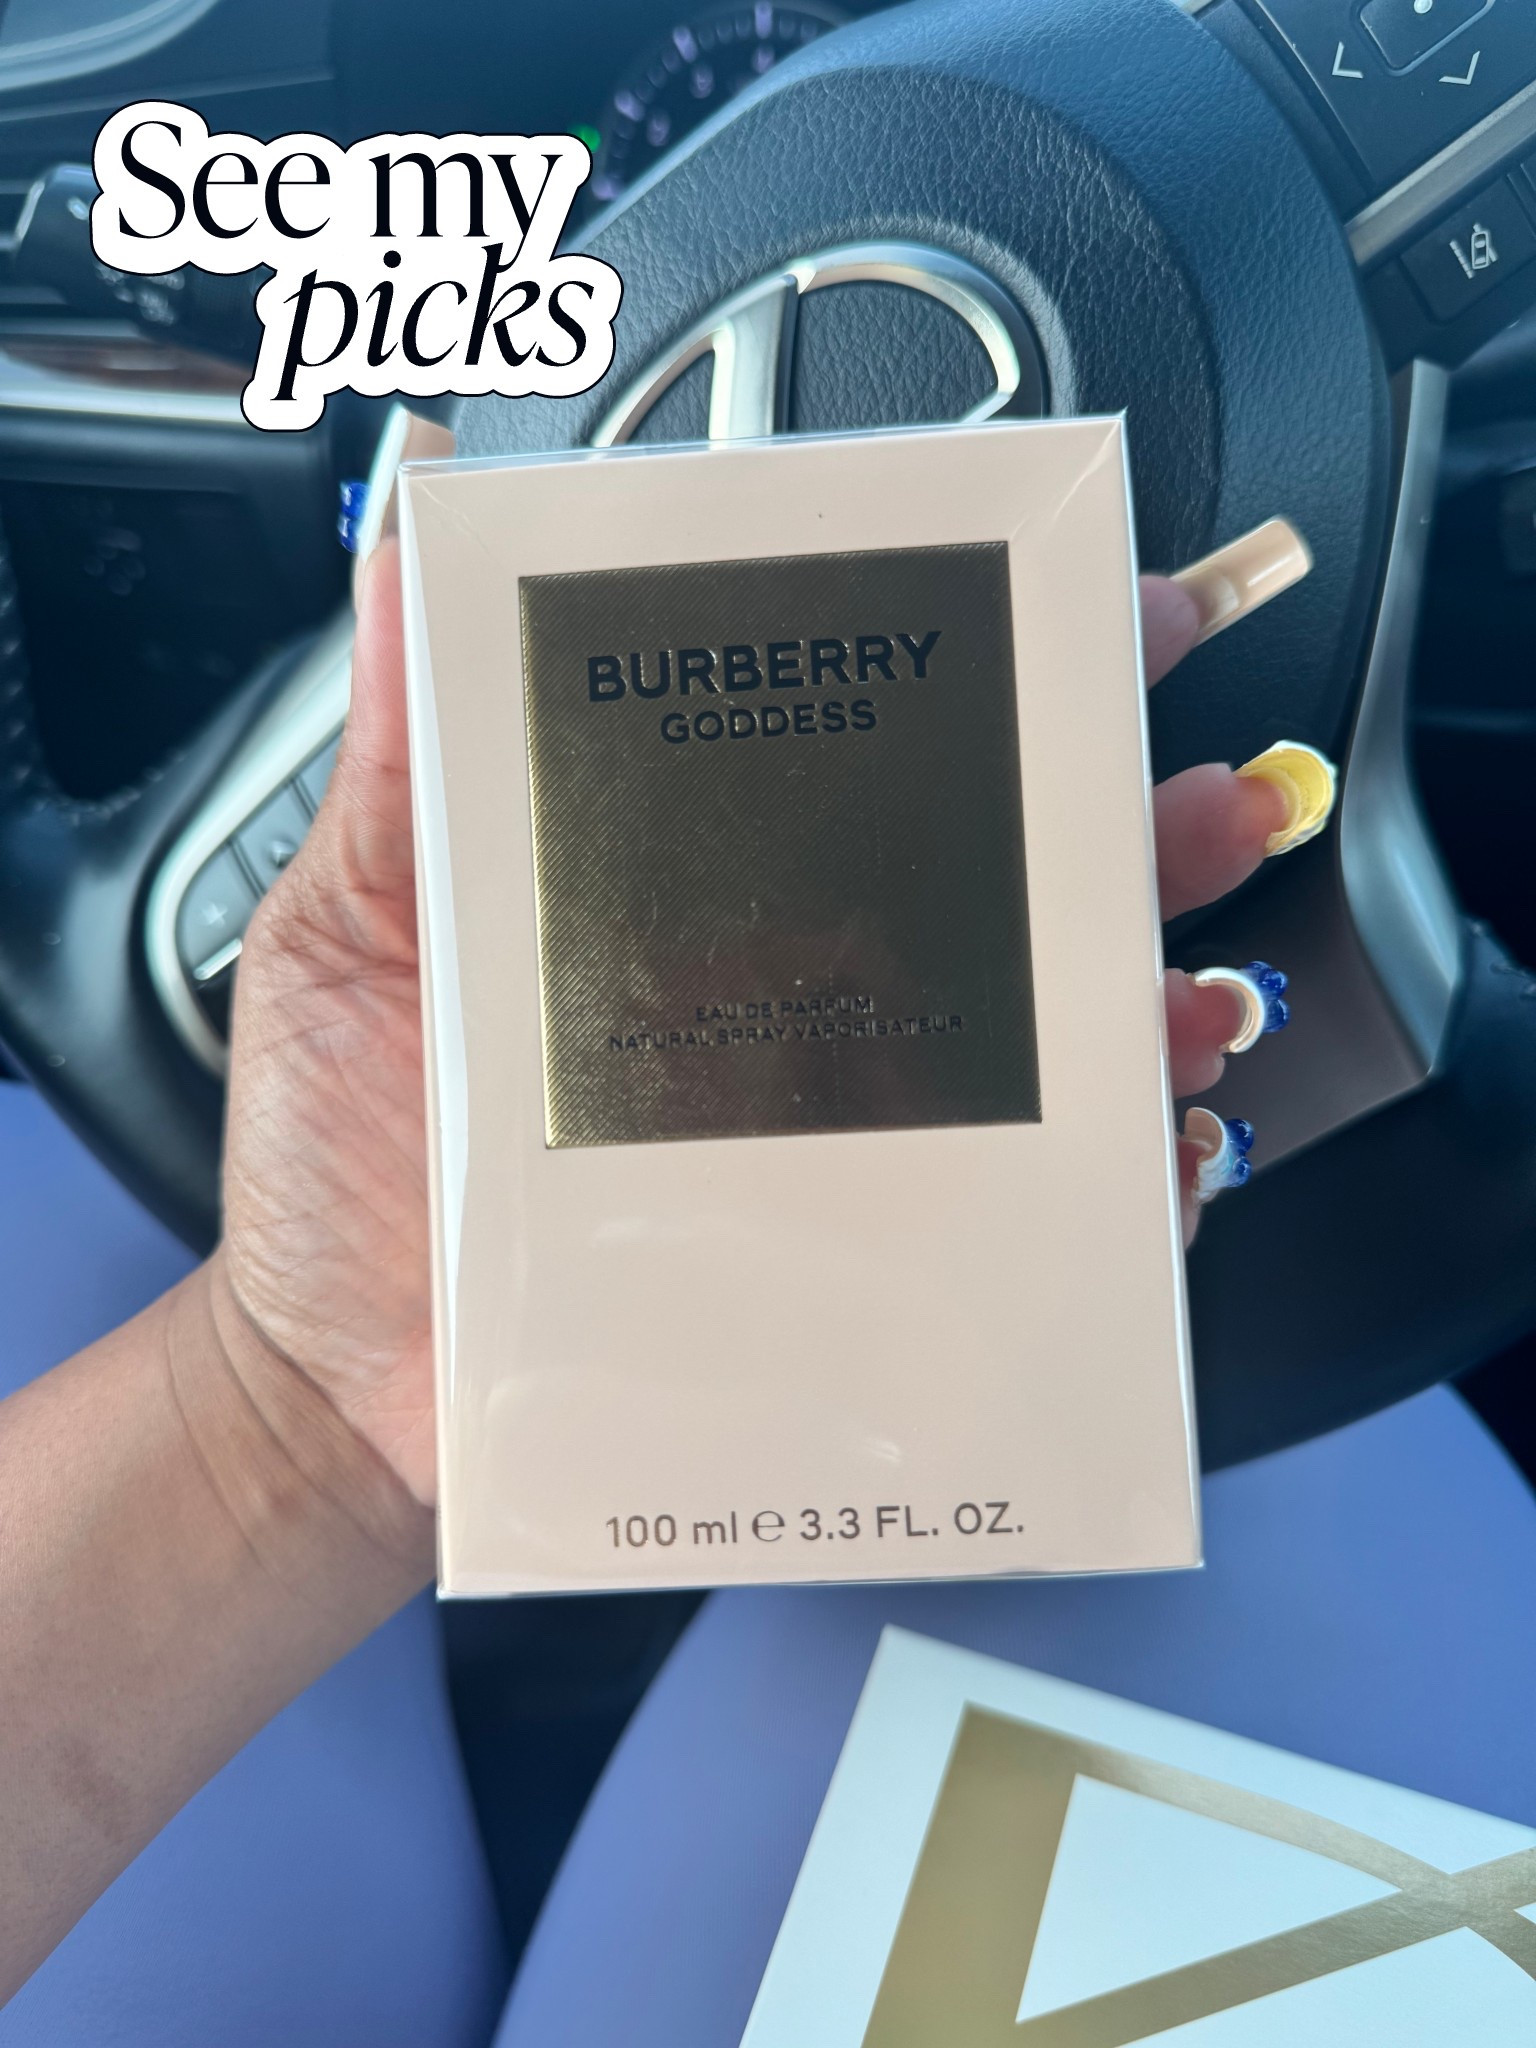 See my
picks
BURBERRY
GODDESS
EAU DE PARFUM
NATURAL SPRAY VAPORISATEUR
100 ml ℮ 3.3 FL. OZ.